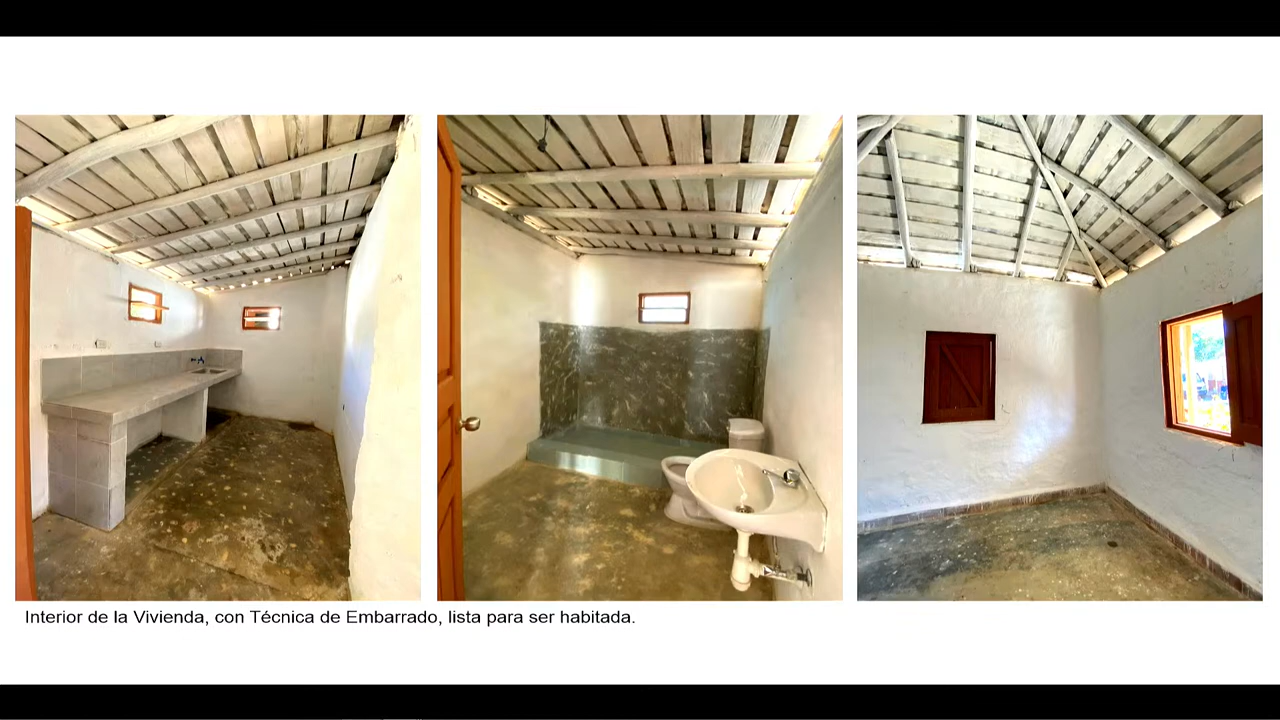 Interior de la Vivienda, con Técnica de Embarrado, lista para ser habitada.